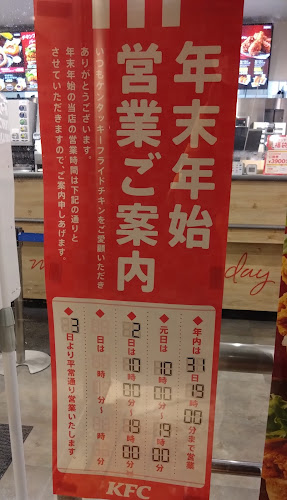 年末年始
営業ご案内
いつもケンタッキーフライドチキンをご愛顧いただき
ありがとうございます。
年末年始の当店の営業時間は下記の通りと
させていただきますので、ご案内申しあげます。
◆年内は31日19時00分まで営業
◆元日は10時00分〜19時00分
◆2日は10時00分〜19時00分
◆日は時分〜時分
◆3日より平常通り営業いたします。
KFC
day